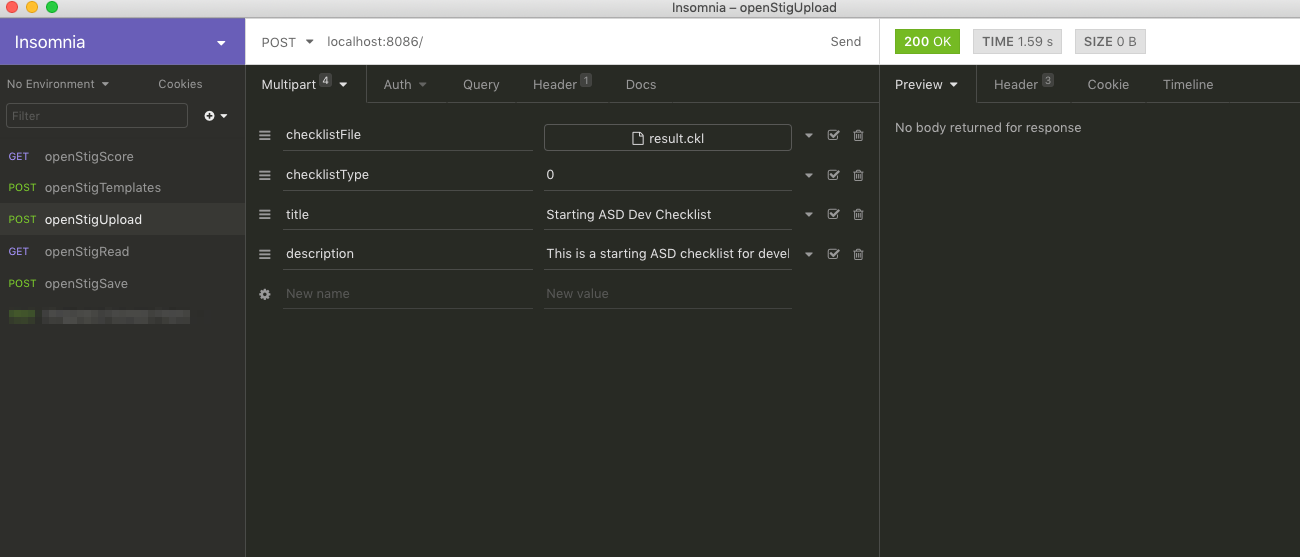 Insomnia – openStigUpload
Insomnia
POST localhost:8086/ Send
200 OK TIME 1.59 s SIZE 0 B
No Environment Cookies
Multipart 4 Auth Query Header 1 Docs
Preview Header 3 Cookie Timeline
Filter
checklistFile result.ckl
No body returned for response
GET openStigScore
checklistType 0
POST openStigTemplates
title Starting ASD Dev Checklist
POST openStigUpload
description This is a starting ASD checklist for devel
GET openStigRead
POST openStigSave
New name New value